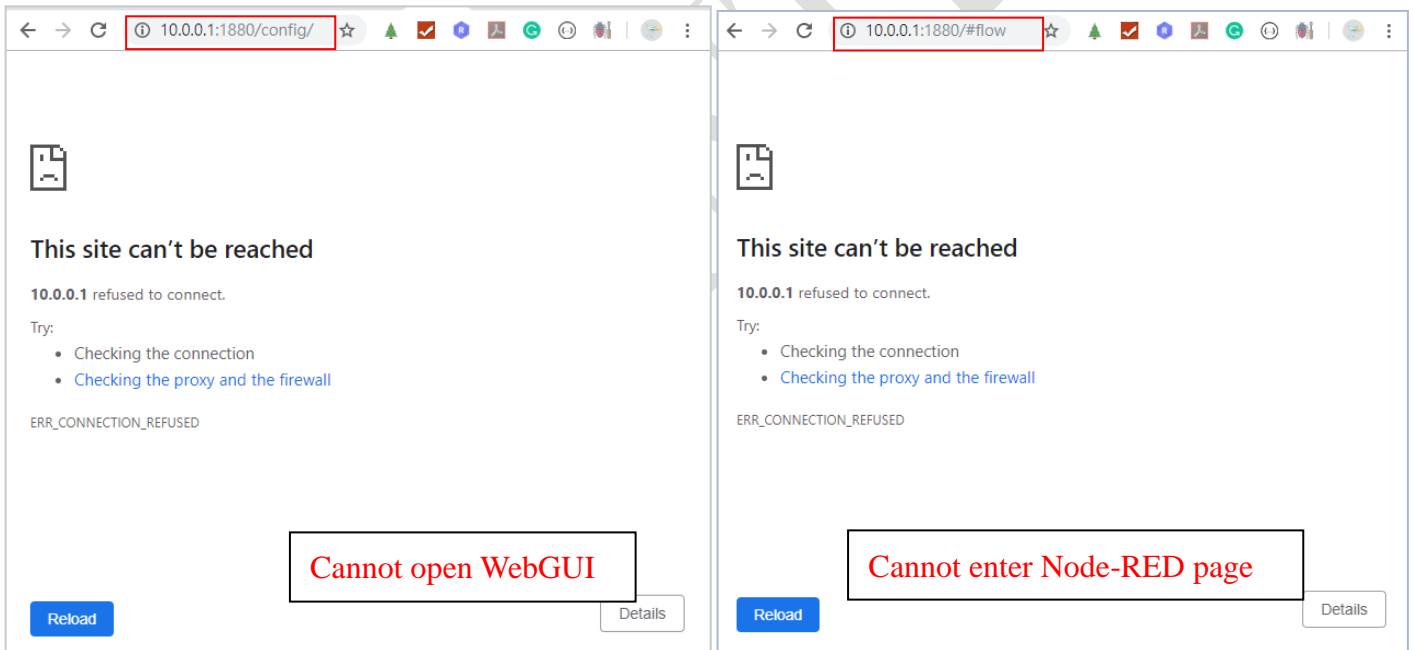 10.0.0.1:1880/config/
This site can't be reached
10.0.0.1 refused to connect.
Try:
• Checking the connection
• Checking the proxy and the firewall
ERR_CONNECTION_REFUSED
Cannot open WebGUI
Reload
Details
10.0.0.1:1880/#flow
This site can't be reached
10.0.0.1 refused to connect.
Try:
• Checking the connection
• Checking the proxy and the firewall
ERR_CONNECTION_REFUSED
Cannot enter Node-RED page
Reload
Details